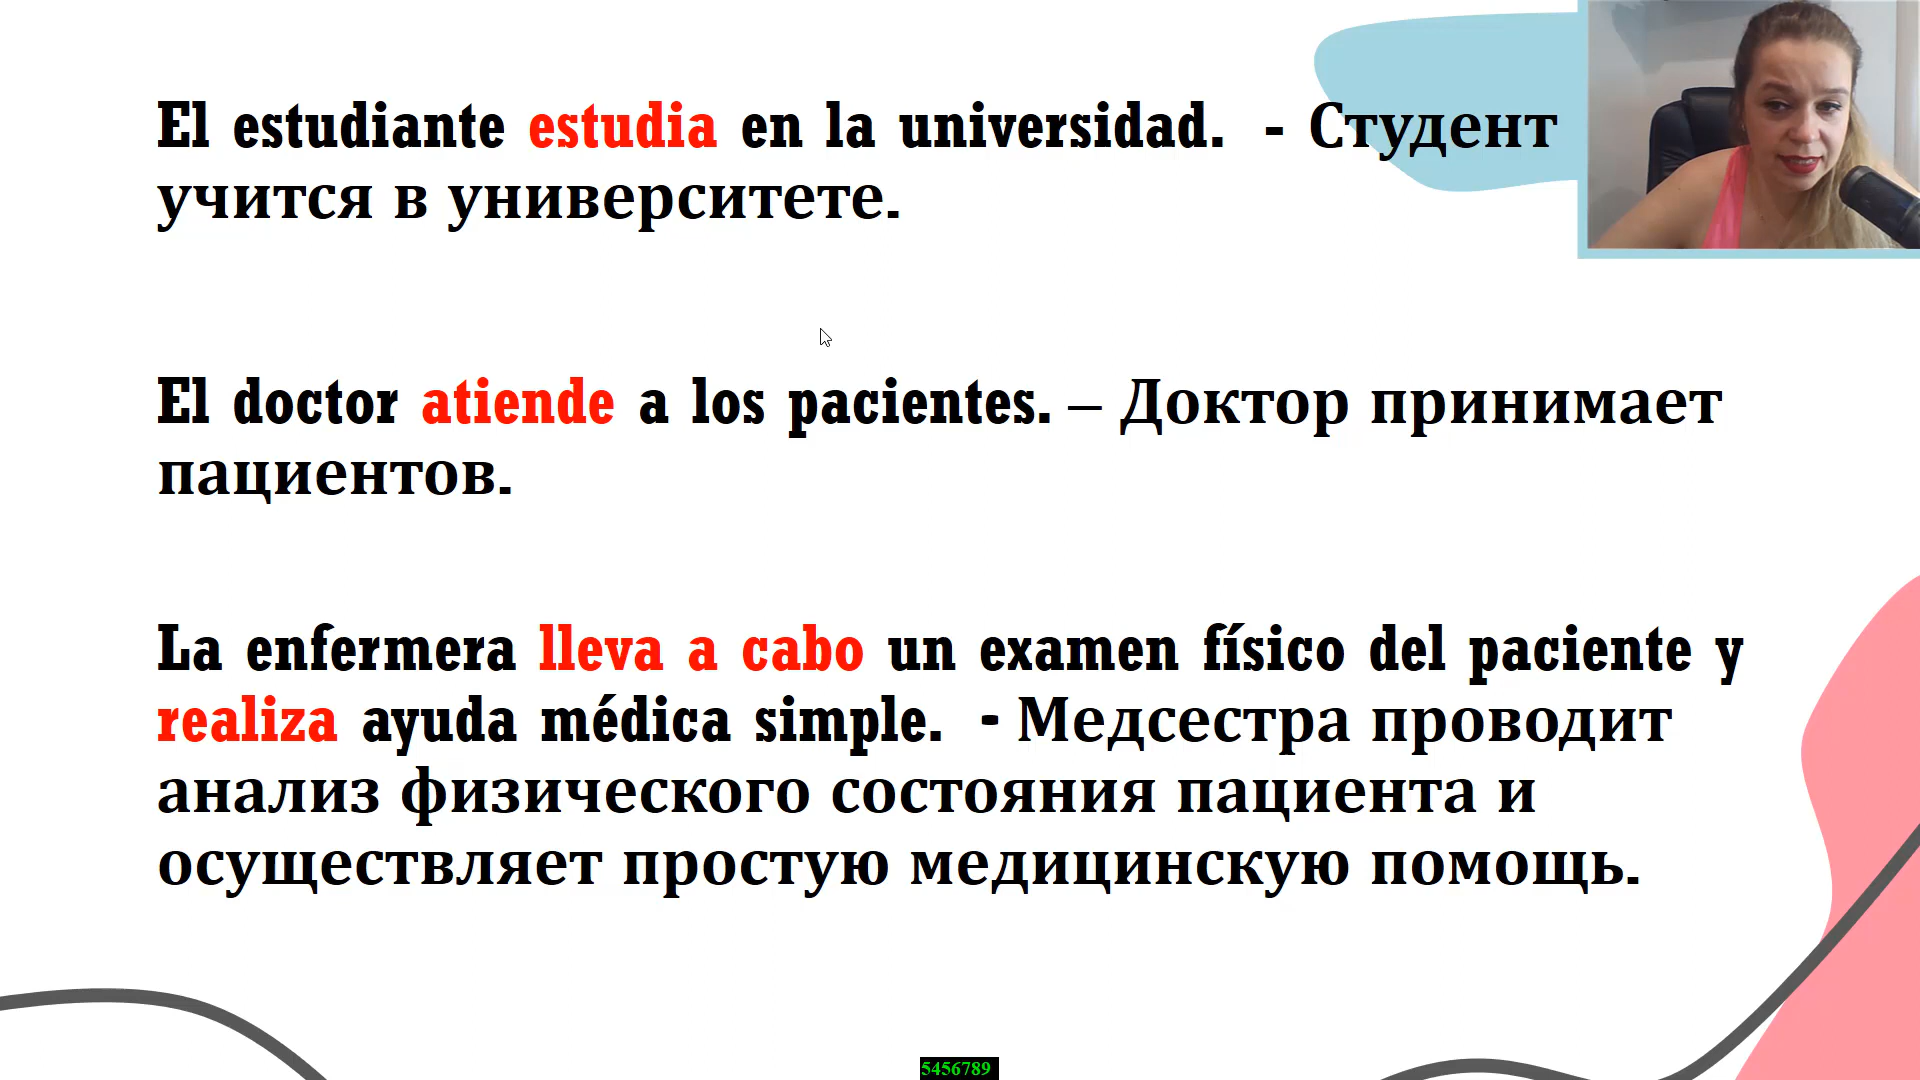 El estudiante estudia en la universidad. - Студент
учится в университете.
El doctor atiende a los pacientes. – Доктор принимает
пациентов.
La enfermera lleva a cabo un examen físico del paciente y
realiza ayuda médica simple. - Медсестра проводит
анализ физического состояния пациента и
осуществляет простую медицинскую помощь.
5456789